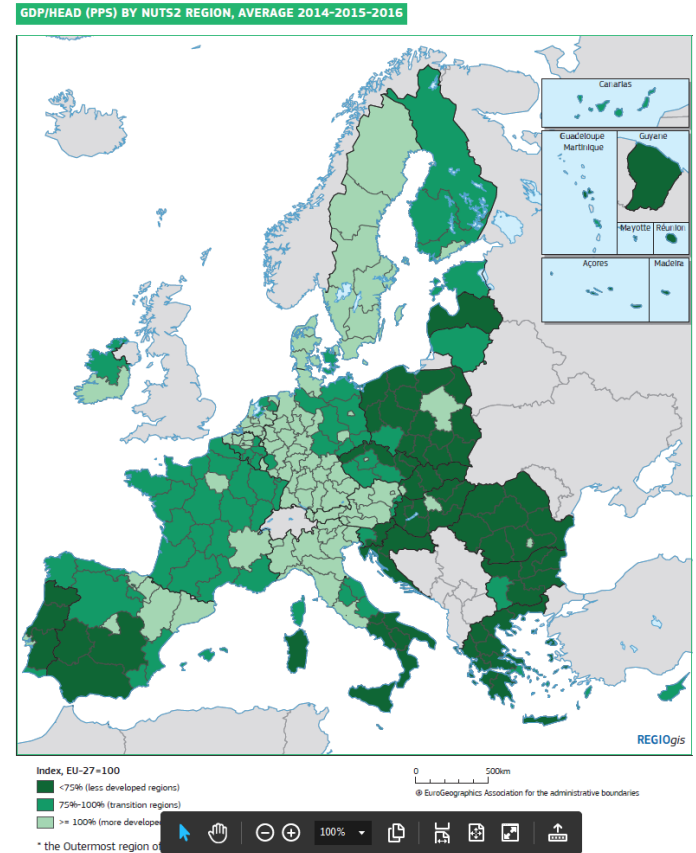 GDP/HEAD (PPS) BY NUTS2 REGION, AVERAGE 2014-2015-2016
Canarias
Guadeloupe
Martinique
Guyane
Mayotte
Réunion
Açores
Madeira
REGIOgis
Index, EU-27=100
<75% (less developed regions)
75%-100% (transition regions)
>= 100% (more develope
* the Outermost region of
0 500km
® EuroGeographics Association for the administrative boundaries
100%